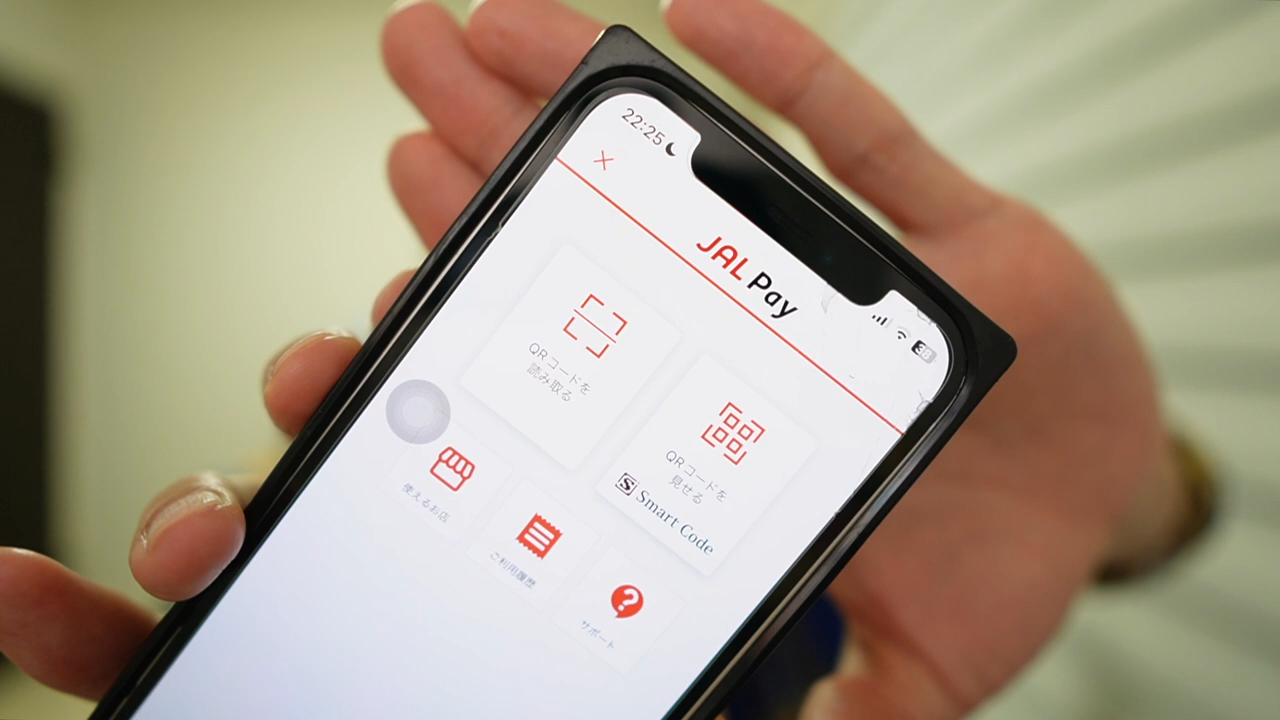 22:25
38
JAL Pay
QRコードを
読み取る
QRコードを
見せる
S Smart Code
使えるお店
ご利用履歴
サポート